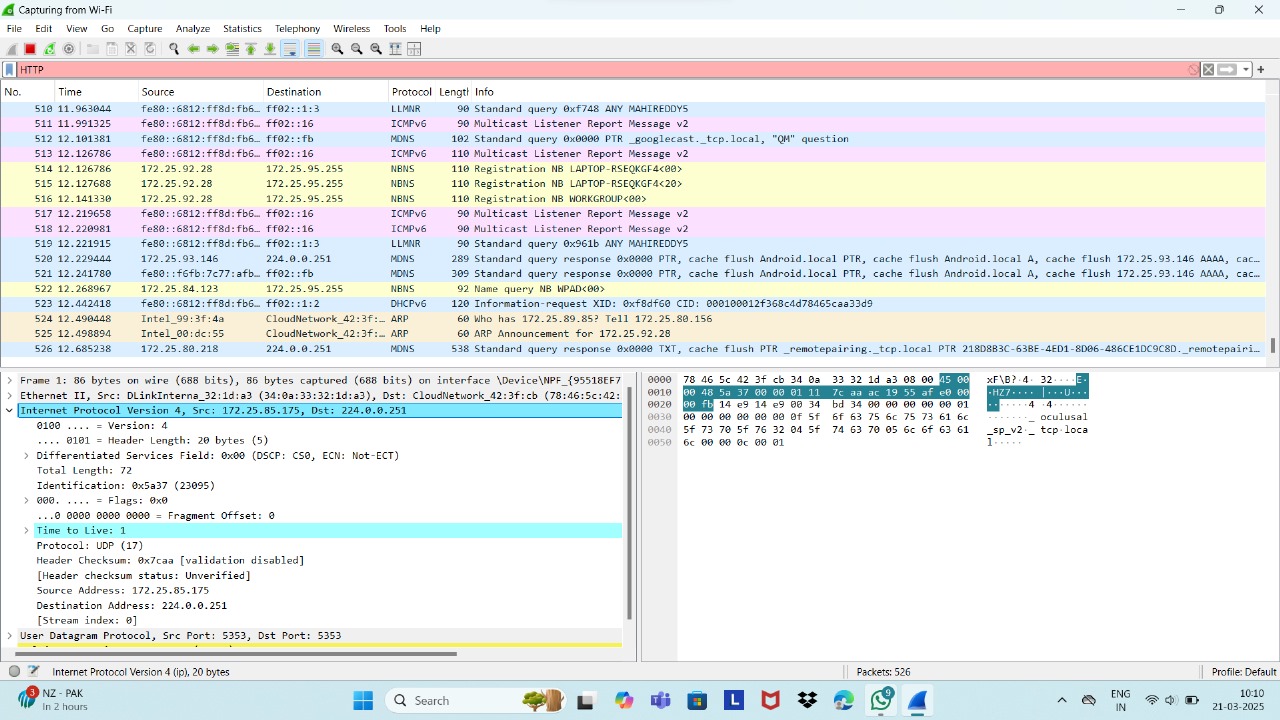 Capturing from Wi-Fi
File Edit View Go Capture Analyze Statistics Telephony Wireless Tools Help
HTTP
No. Time Source Destination Protocol Length Info
510 11.963044 fe80::6812:ff8d:fb6… ff02::1:3 LLMNR 90 Standard query 0xf748 ANY MAHIREDDY5
511 11.991325 fe80::6812:ff8d:fb6… ff02::16 ICMPv6 90 Multicast Listener Report Message v2
512 12.101381 fe80::6812:ff8d:fb6… ff02::fb MDNS 102 Standard query 0x0000 PTR _googlecast._tcp.local, "QM" question
513 12.126786 fe80::6812:ff8d:fb6… ff02::16 ICMPv6 110 Multicast Listener Report Message v2
514 12.126786 172.25.92.28 172.25.95.255 NBNS 110 Registration NB LAPTOP-RSEQKGF4<00>
515 12.127688 172.25.92.28 172.25.95.255 NBNS 110 Registration NB LAPTOP-RSEQKGF4<20>
516 12.141330 172.25.92.28 172.25.95.255 NBNS 110 Registration NB WORKGROUP<00>
517 12.219658 fe80::6812:ff8d:fb6… ff02::16 ICMPv6 90 Multicast Listener Report Message v2
518 12.220981 fe80::6812:ff8d:fb6… ff02::16 ICMPv6 90 Multicast Listener Report Message v2
519 12.221915 fe80::6812:ff8d:fb6… ff02::1:3 LLMNR 90 Standard query 0x961b ANY MAHIREDDY5
520 12.229444 172.25.93.146 224.0.0.251 MDNS 289 Standard query response 0x0000 PTR, cache flush Android.local PTR, cache flush Android.local A, cache flush 172.25.93.146 AAAA, cac…
521 12.241780 fe80::f6fb:7c77:afb… ff02::fb MDNS 309 Standard query response 0x0000 PTR, cache flush Android.local PTR, cache flush Android.local A, cache flush 172.25.93.146 AAAA, cac…
522 12.268967 172.25.84.123 172.25.95.255 NBNS 92 Name query NB WPAD<00>
523 12.442418 fe80::6812:ff8d:fb6… ff02::1:2 DHCPv6 120 Information-request XID: 0xf8df60 CID: 000100012f368c4d78465caa33d9
524 12.490448 Intel_99:3f:4a CloudNetwork_42:3f:… ARP 60 Who has 172.25.89.85? Tell 172.25.80.156
525 12.498894 Intel_00:dc:55 CloudNetwork_42:3f:… ARP 60 ARP Announcement for 172.25.92.28
526 12.685238 172.25.80.218 224.0.0.251 MDNS 538 Standard query response 0x0000 TXT, cache flush PTR _remotepairing._tcp.local PTR 218D8B3C-63BE-4ED1-8D06-486CE1DC9C8D._remotepairi…
Frame 1: 86 bytes on wire (688 bits), 86 bytes captured (688 bits) on interface \Device\NPF_{95518EF7
Ethernet II, Src: DLinkInterna_32:1d:a3 (34:0a:33:32:1d:a3), Dst: CloudNetwork_42:3f:cb (78:46:5c:42:
Internet Protocol Version 4, Src: 172.25.85.175, Dst: 224.0.0.251
0100 .... = Version: 4
.... 0101 = Header Length: 20 bytes (5)
Differentiated Services Field: 0x00 (DSCP: CS0, ECN: Not-ECT)
Total Length: 72
Identification: 0x5a37 (23095)
000. .... = Flags: 0x0
...0 0000 0000 0000 = Fragment Offset: 0
Time to Live: 1
Protocol: UDP (17)
Header Checksum: 0x7caa [validation disabled]
[Header checksum status: Unverified]
Source Address: 172.25.85.175
Destination Address: 224.0.0.251
[Stream index: 0]
User Datagram Protocol, Src Port: 5353, Dst Port: 5353
0000 78 46 5c 42 3f cb 34 0a 33 32 1d a3 08 00 45 00 xF\B?·4· 32····E·
0010 00 48 5a 37 00 00 01 11 7c aa ac 19 55 af e0 00 ·HZ7···· |···U···
0020 00 fb 14 e9 14 e9 00 34 bd 34 00 00 00 00 00 01 ·······4 ·4······
0030 00 00 00 00 00 00 0f 5f 6f 63 75 6c 75 73 61 6c ·······_ oculusal
0040 5f 73 70 5f 76 32 04 5f 74 63 70 05 6c 6f 63 61 _sp_v2·_ tcp·loca
0050 6c 00 00 0c 00 01 l·····
Internet Protocol Version 4 (ip), 20 bytes Packets: 526 Profile: Default
3 NZ - PAK
In 2 hours
Search
9
ENG
IN
10:10
21-03-2025